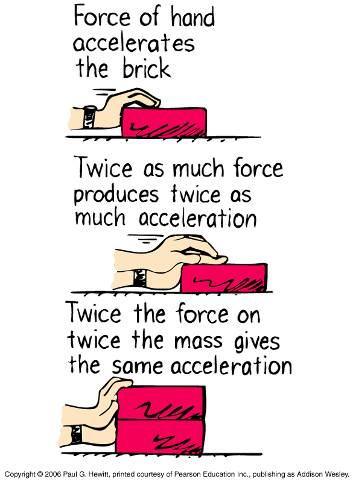 Force of hand
accelerates
the brick
Twice as much force
produces twice as
much acceleration
Twice the force on
twice the mass gives
the same acceleration
Copyright © 2006 Paul G. Hewitt, printed courtesy of Pearson Education Inc., publishing as Addison Wesley.